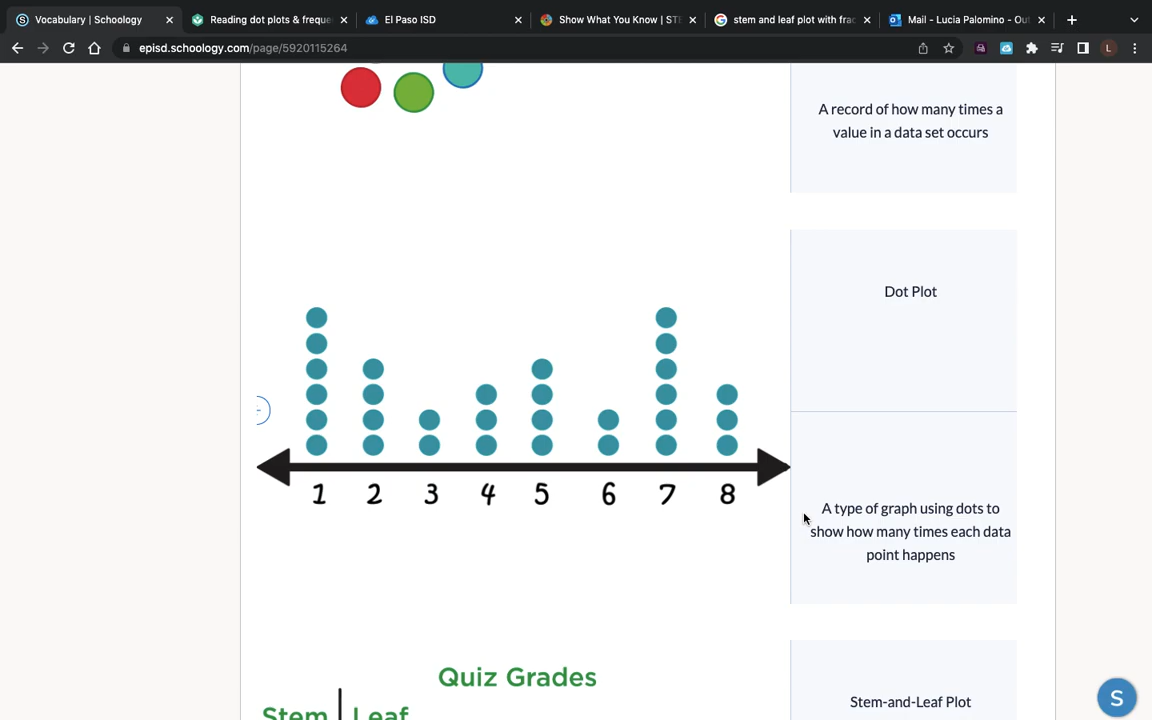 Vocabulary | Schoology
Reading dot plots & freque
El Paso ISD
Show What You Know | STE
stem and leaf plot with frac
Mail - Lucia Palomino - Out
episd.schoology.com/page/5920115264
L
A record of how many times a
value in a data set occurs
Dot Plot
1 2 3 4 5 6 7 8
A type of graph using dots to
show how many times each data
point happens
Quiz Grades
Stem | Leaf
Stem-and-Leaf Plot
S